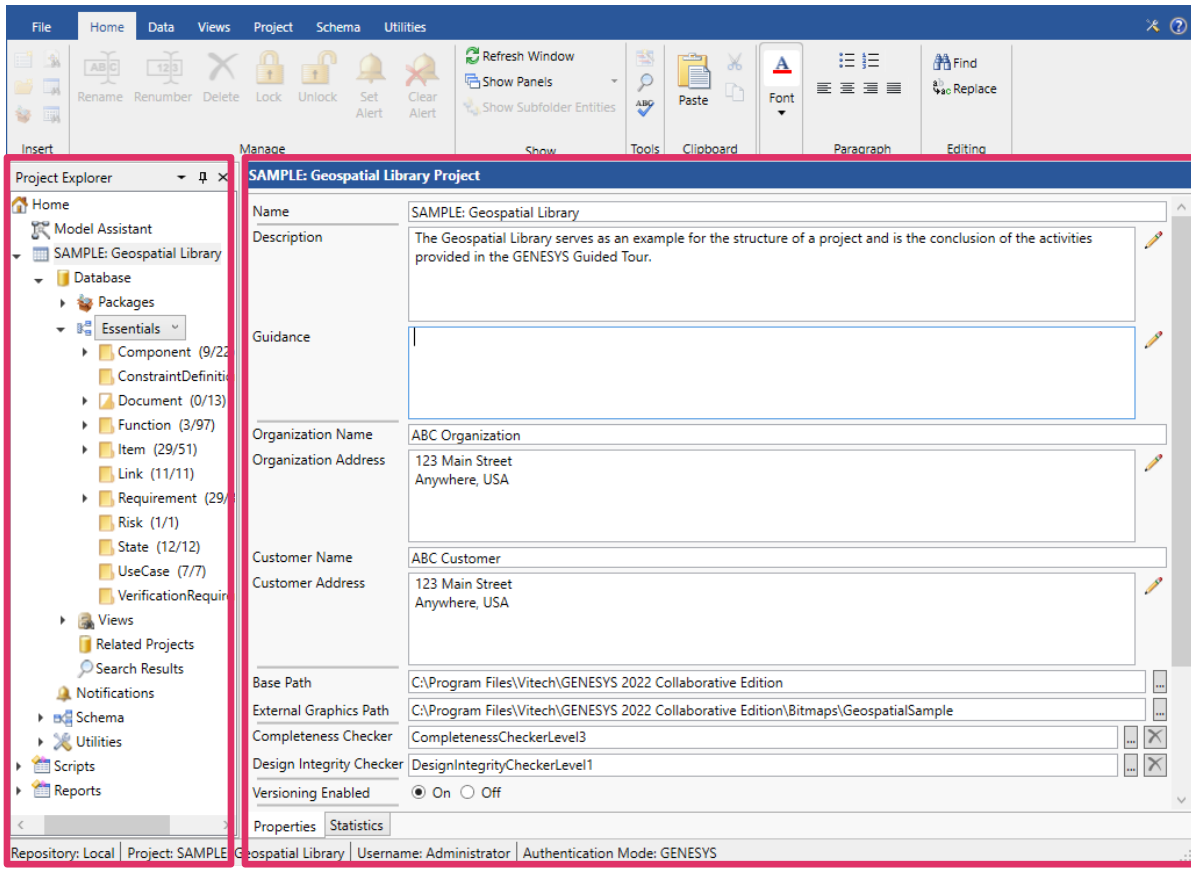 File Home Data Views Project Schema Utilities
Rename Renumber Delete Lock Unlock Set Alert Clear Alert
Refresh Window
Show Panels
Show Subfolder Entities
ABC
Paste
A
Font
Find
Replace
Insert Manage Show Tools Clipboard Paragraph Editing
Project Explorer
Home
Model Assistant
SAMPLE: Geospatial Library
Database
Packages
Essentials
Component (9/22
ConstraintDefinitio
Document (0/13)
Function (3/97)
Item (29/51)
Link (11/11)
Requirement (29/
Risk (1/1)
State (12/12)
UseCase (7/7)
VerificationRequire
Views
Related Projects
Search Results
Notifications
Schema
Utilities
Scripts
Reports
SAMPLE: Geospatial Library Project
Name SAMPLE: Geospatial Library
Description The Geospatial Library serves as an example for the structure of a project and is the conclusion of the activities
provided in the GENESYS Guided Tour.
Guidance
Organization Name ABC Organization
Organization Address 123 Main Street
Anywhere, USA
Customer Name ABC Customer
Customer Address 123 Main Street
Anywhere, USA
Base Path C:\Program Files\Vitech\GENESYS 2022 Collaborative Edition ...
External Graphics Path C:\Program Files\Vitech\GENESYS 2022 Collaborative Edition\Bitmaps\GeospatialSample ...
Completeness Checker CompletenessCheckerLevel3 ...
Design Integrity Checker DesignIntegrityCheckerLevel1 ...
Versioning Enabled On Off
Properties Statistics
Repository: Local Project: SAMPLE: Geospatial Library Username: Administrator Authentication Mode: GENESYS